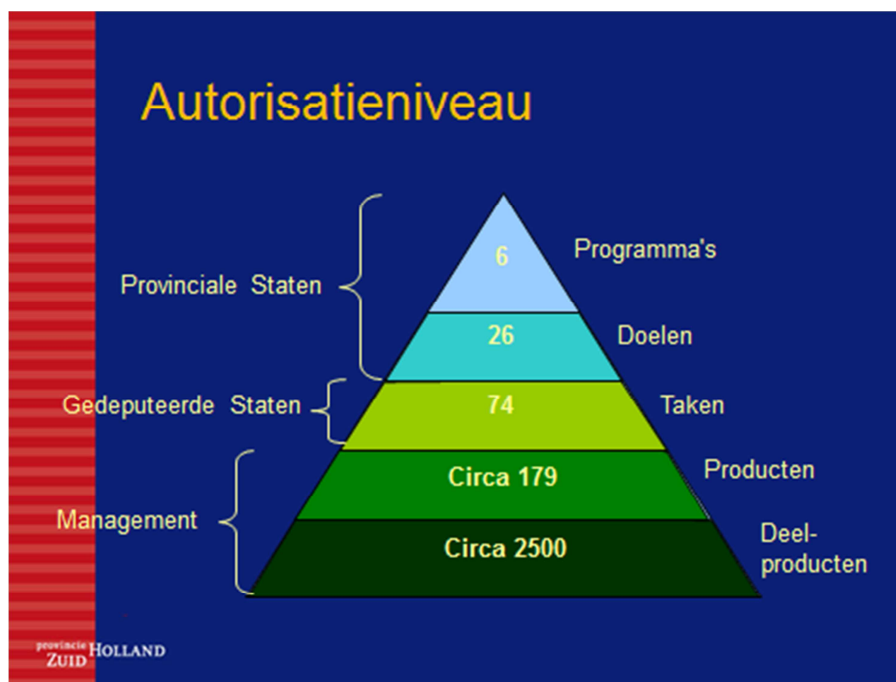 Autorisatieniveau
6
Programma's
Provinciale Staten
26
Doelen
Gedeputeerde Staten
74
Taken
Circa 179
Producten
Management
Circa 2500
Deel-
producten
provincie
ZUID HOLLAND